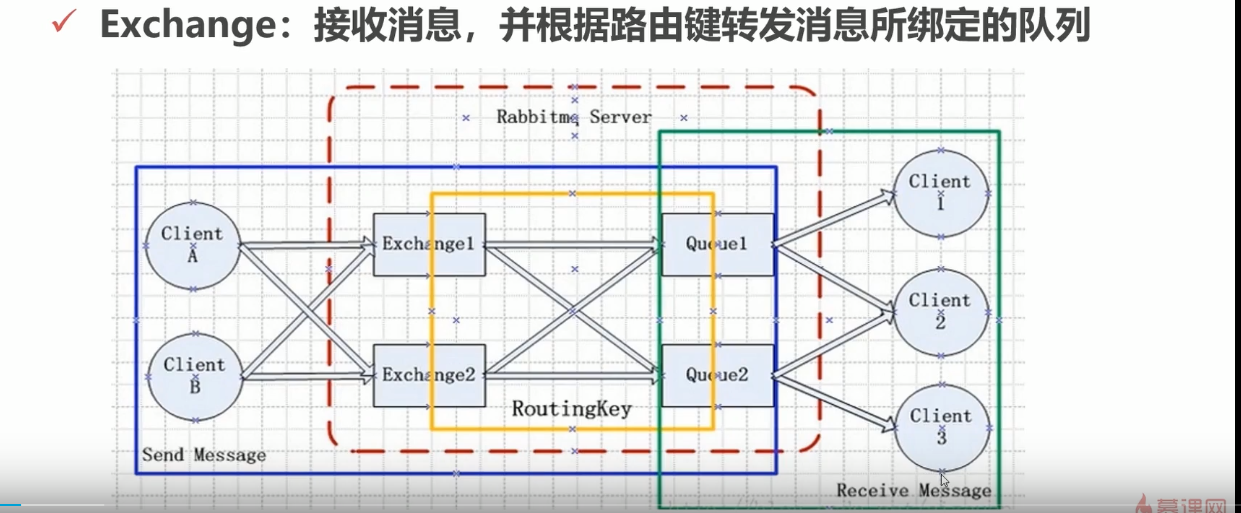 Exchange：接收消息，并根据路由键转发消息所绑定的队列
Rabbitmq Server
Client A
Client B
Exchange1
Exchange2
RoutingKey
Queue1
Queue2
Client 1
Client 2
Client 3
Send Message
Receive Message
慕课网